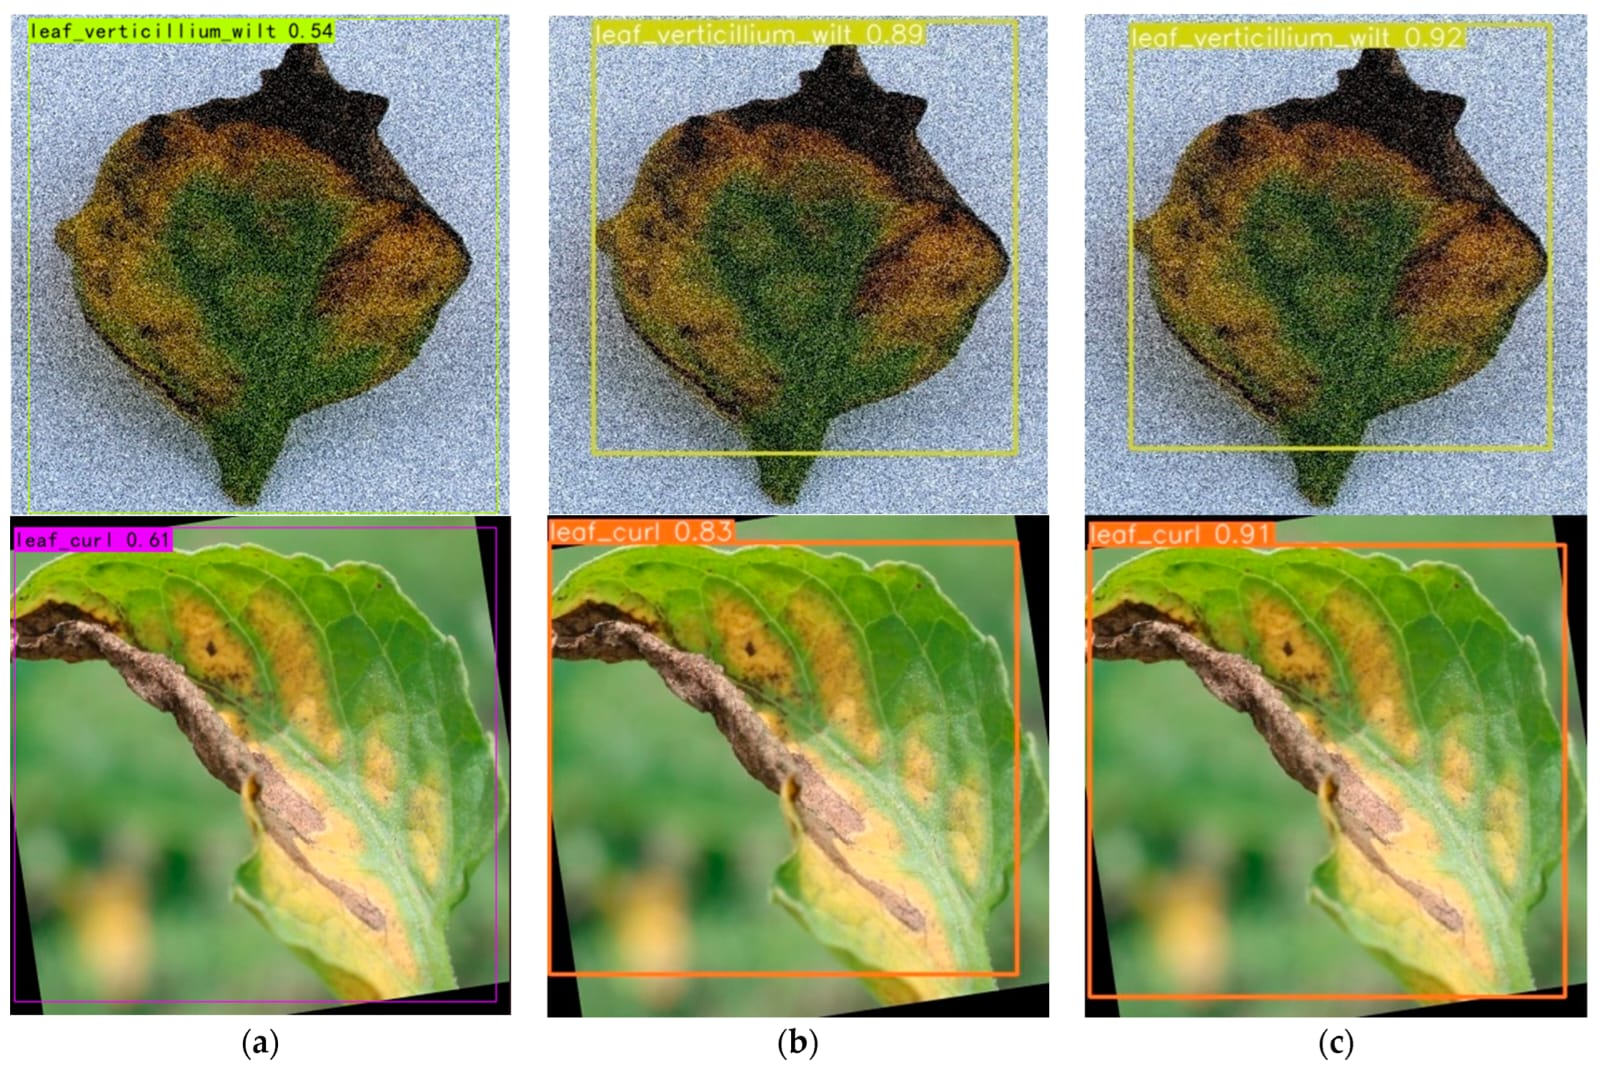 leaf_verticillium_wilt 0.54
leaf_verticillium_wilt 0.89
leaf_verticillium_wilt 0.92
leaf_curl 0.61
leaf_curl 0.83
leaf_curl 0.91
(a)
(b)
(c)